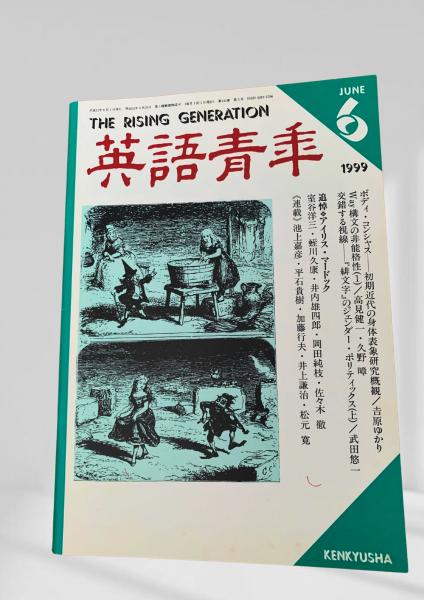 JUNE
6
1999
THE RISING GENERATION
英語青年
ボディ・コンシャス——初期近代の身体表象研究概観／吉原ゆかり
Way構文の非能格性(1)／高見健一・久野 暲
交錯する視線——『緋文字』のジェンダー・ポリティックス(上)／武田悠一
追悼◆アイリス・マードック
室谷洋三・蛭川久康・井内雄四郎・岡田純枝・佐々木 徹
《連載》池上嘉彦・平石貴樹・加藤行夫・井上謙治・松元 寛
KENKYUSHA